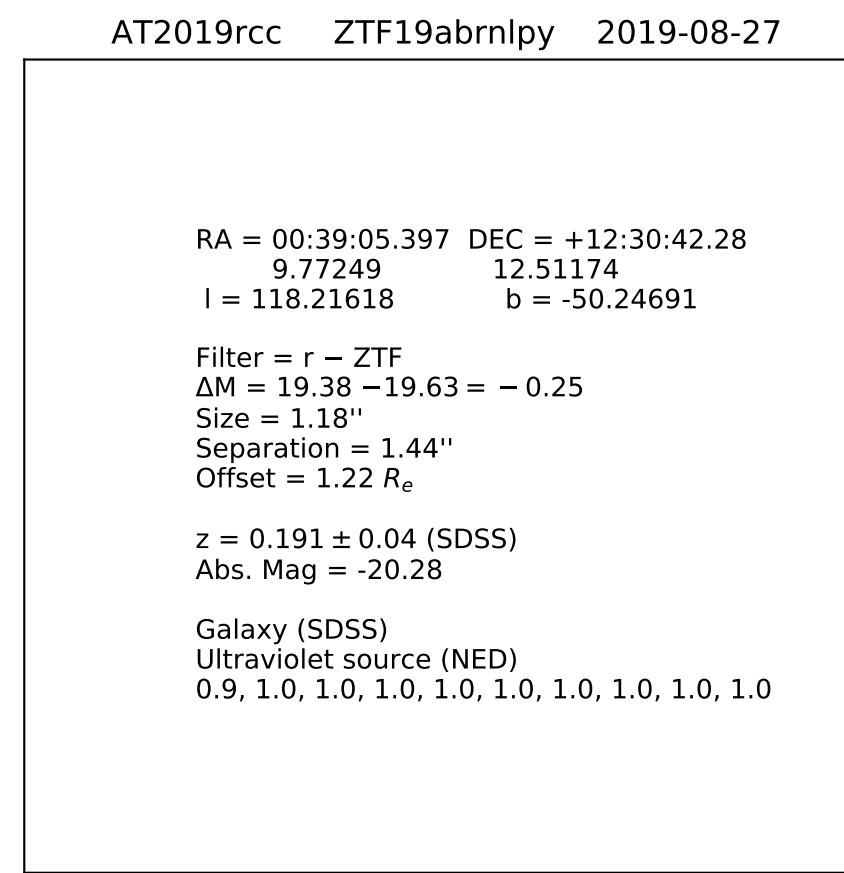 AT2019rcc ZTF19abrnlpy 2019-08-27
RA = 00:39:05.397 DEC = +12:30:42.28
9.77249 12.51174
l = 118.21618 b = -50.24691
Filter = r − ZTF
ΔM = 19.38 −19.63 = − 0.25
Size = 1.18''
Separation = 1.44''
Offset = 1.22 Rₑ
z = 0.191 ± 0.04 (SDSS)
Abs. Mag = -20.28
Galaxy (SDSS)
Ultraviolet source (NED)
0.9, 1.0, 1.0, 1.0, 1.0, 1.0, 1.0, 1.0, 1.0, 1.0